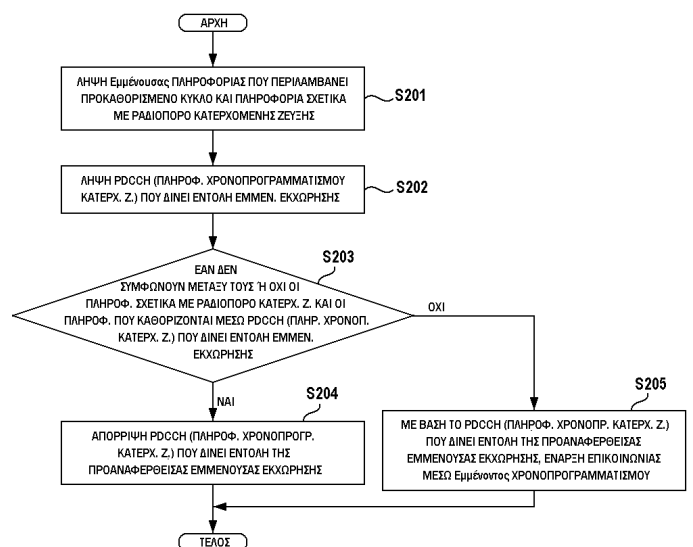 ΑΡΧΗ
ΛΗΨΗ Εμμένουσας ΠΛΗΡΟΦΟΡΙΑΣ ΠΟΥ ΠΕΡΙΛΑΜΒΑΝΕΙ
ΠΡΟΚΑΘΟΡΙΣΜΕΝΟ ΚΥΚΛΟ ΚΑΙ ΠΛΗΡΟΦΟΡΙΑ ΣΧΕΤΙΚΑ
ΜΕ ΡΑΔΙΟΠΟΡΟ ΚΑΤΕΡΧΟΜΕΝΗΣ ΖΕΥΞΗΣ
S201
ΛΗΨΗ PDCCH (ΠΛΗΡΟΦ. ΧΡΟΝΟΠΡΟΓΡΑΜΜΑΤΙΣΜΟΥ
ΚΑΤΕΡΧ. Ζ.) ΠΟΥ ΔΙΝΕΙ ΕΝΤΟΛΗ ΕΜΜΕΝ. ΕΚΧΩΡΗΣΗΣ
S202
S203
ΕΑΝ ΔΕΝ
ΣΥΜΦΩΝΟΥΝ ΜΕΤΑΞΥ ΤΟΥΣ Ή ΟΧΙ ΟΙ
ΠΛΗΡΟΦ. ΣΧΕΤΙΚΑ ΜΕ ΡΑΔΙΟΠΟΡΟ ΚΑΤΕΡΧ. Ζ. ΚΑΙ ΟΙ
ΠΛΗΡΟΦ. ΠΟΥ ΚΑΘΟΡΙΖΟΝΤΑΙ ΜΕΣΩ PDCCH (ΠΛΗΡ. ΧΡΟΝΟΠ.
ΚΑΤΕΡΧ. Ζ.) ΠΟΥ ΔΙΝΕΙ ΕΝΤΟΛΗ ΕΜΜΕΝ.
ΕΚΧΩΡΗΣΗΣ
ΟΧΙ
ΝΑΙ
S204
ΑΠΟΡΡΙΨΗ PDCCH (ΠΛΗΡΟΦ. ΧΡΟΝΟΠΡΟΓΡ.
ΚΑΤΕΡΧ. Ζ,) ΠΟΥ ΔΙΝΕΙ ΕΝΤΟΛΗ ΤΗΣ
ΠΡΟΑΝΑΦΕΡΘΕΙΣΑΣ ΕΜΜΕΝΟΥΣΑΣ ΕΚΧΩΡΗΣΗΣ
S205
ΜΕ ΒΑΣΗ ΤΟ PDCCH (ΠΛΗΡΟΦ. ΧΡΟΝΟΠΡ. ΚΑΤΕΡΧ. Ζ.)
ΠΟΥ ΔΙΝΕΙ ΕΝΤΟΛΗ ΤΗΣ ΠΡΟΑΝΑΦΕΡΘΕΙΣΑΣ
ΕΜΜΕΝΟΥΣΑΣ ΕΚΧΩΡΗΣΗΣ, ΕΝΑΡΞΗ ΕΠΙΚΟΙΝΩΝΙΑΣ
ΜΕΣΩ Εμμένοντος ΧΡΟΝΟΠΡΟΓΡΑΜΜΑΤΙΣΜΟΥ
ΤΕΛΟΣ